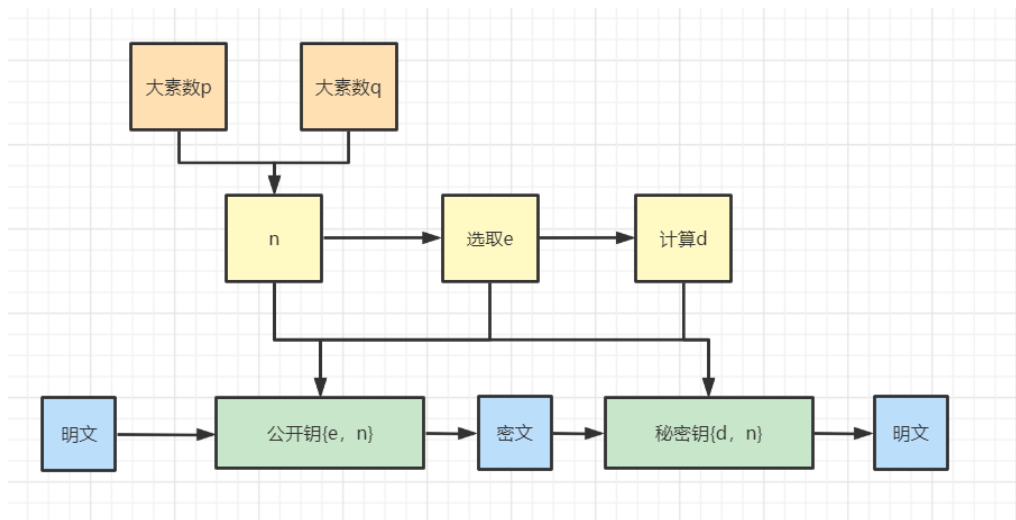 大素数p
大素数q
n
选取e
计算d
明文
公开钥{e，n}
密文
秘密钥{d，n}
明文